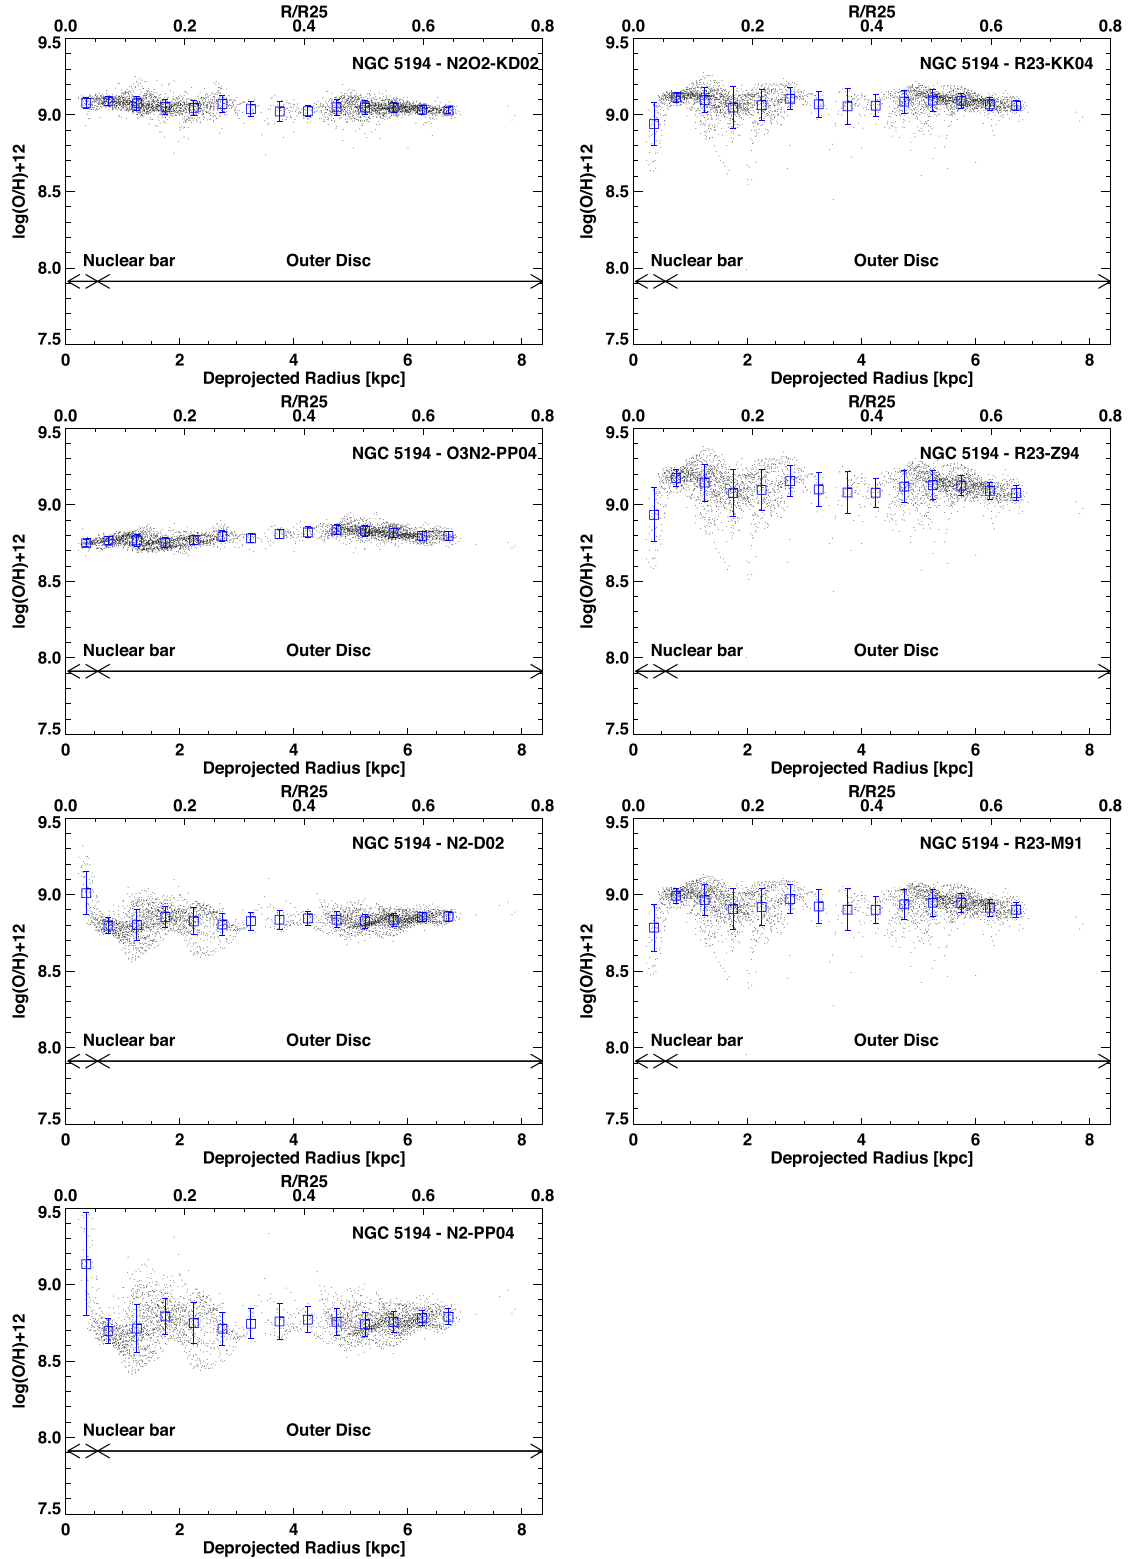 R/R25
0.0 0.2 0.4 0.6 0.8
NGC 5194 - N2O2-KD02
log(O/H)+12
9.5
9.0
8.5
8.0
7.5
Nuclear bar Outer Disc
0 2 4 6 8
Deprojected Radius [kpc]
R/R25
0.0 0.2 0.4 0.6 0.8
NGC 5194 - R23-KK04
log(O/H)+12
9.5
9.0
8.5
8.0
7.5
Nuclear bar Outer Disc
0 2 4 6 8
Deprojected Radius [kpc]
R/R25
0.0 0.2 0.4 0.6 0.8
NGC 5194 - O3N2-PP04
log(O/H)+12
9.5
9.0
8.5
8.0
7.5
Nuclear bar Outer Disc
0 2 4 6 8
Deprojected Radius [kpc]
R/R25
0.0 0.2 0.4 0.6 0.8
NGC 5194 - R23-Z94
log(O/H)+12
9.5
9.0
8.5
8.0
7.5
Nuclear bar Outer Disc
0 2 4 6 8
Deprojected Radius [kpc]
R/R25
0.0 0.2 0.4 0.6 0.8
NGC 5194 - N2-D02
log(O/H)+12
9.5
9.0
8.5
8.0
7.5
Nuclear bar Outer Disc
0 2 4 6 8
Deprojected Radius [kpc]
R/R25
0.0 0.2 0.4 0.6 0.8
NGC 5194 - R23-M91
log(O/H)+12
9.5
9.0
8.5
8.0
7.5
Nuclear bar Outer Disc
0 2 4 6 8
Deprojected Radius [kpc]
R/R25
0.0 0.2 0.4 0.6 0.8
NGC 5194 - N2-PP04
log(O/H)+12
9.5
9.0
8.5
8.0
7.5
Nuclear bar Outer Disc
0 2 4 6 8
Deprojected Radius [kpc]